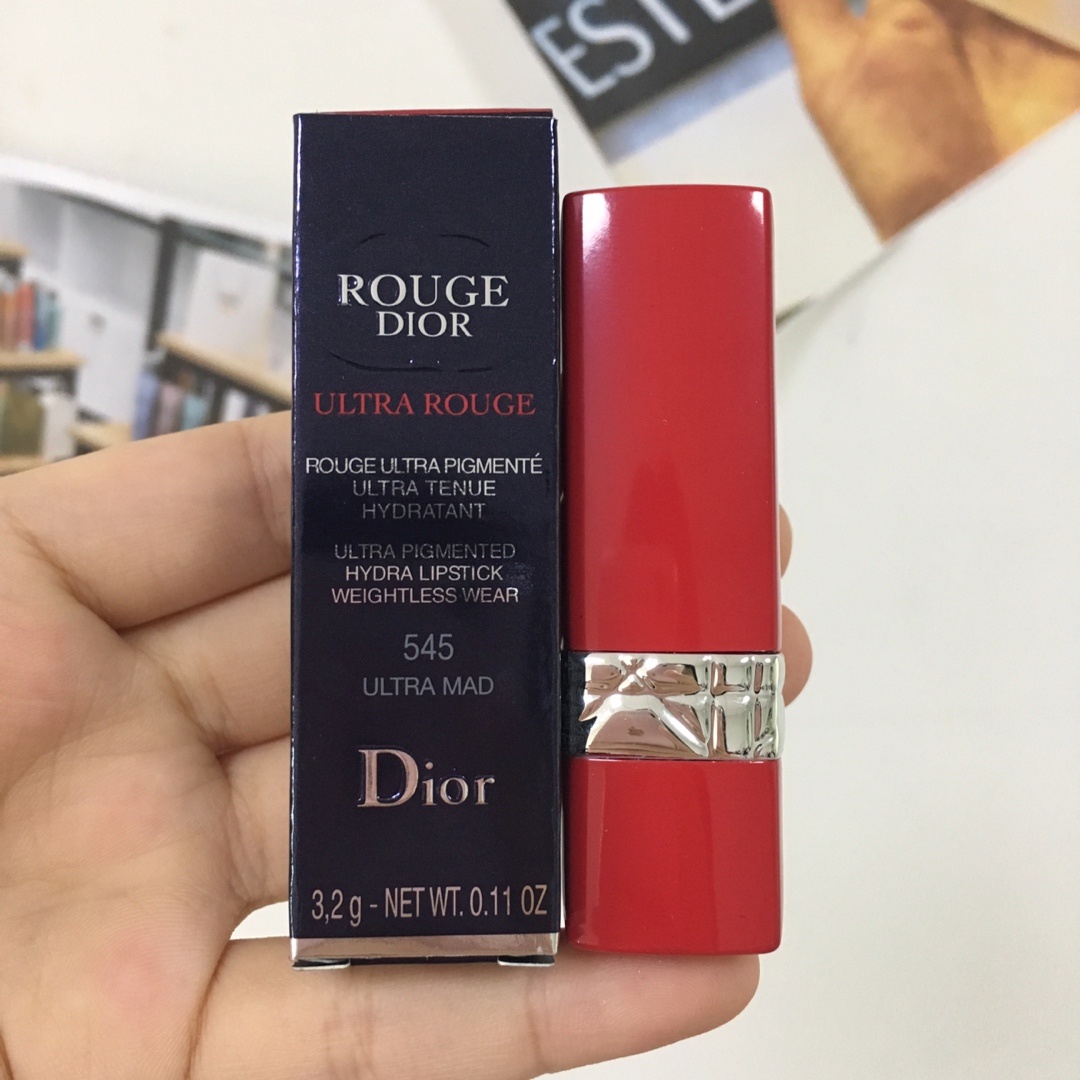 ESTE
ROUGE
DIOR
ULTRA ROUGE
ROUGE ULTRA PIGMENTÉ
ULTRA TENUE
HYDRATANT
ULTRA PIGMENTED
HYDRA LIPSTICK
WEIGHTLESS WEAR
545
ULTRA MAD
Dior
3,2 g - NET WT. 0.11 OZ